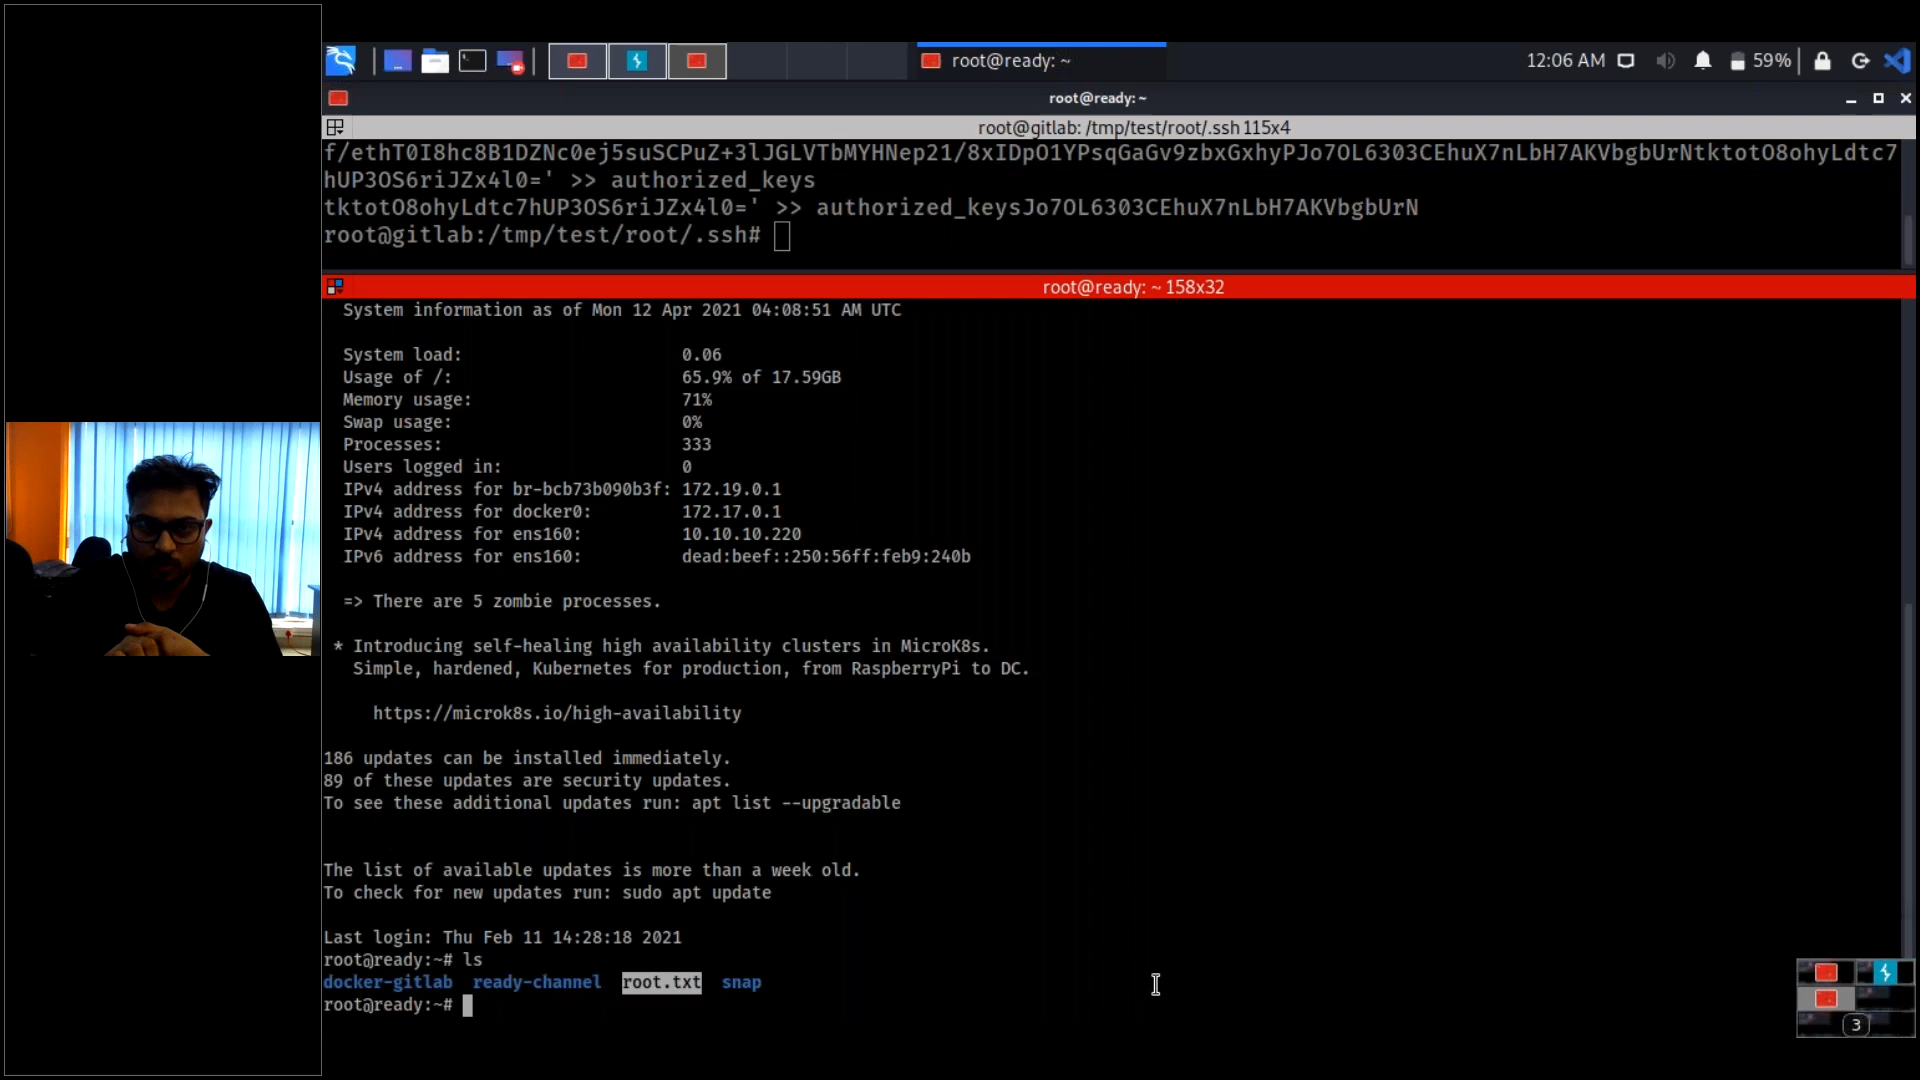 root@ready: ~
12:06 AM
59%
root@ready: ~
root@gitlab: /tmp/test/root/.ssh 115x4
f/ethT0I8hc8B1DZNc0ej5suSCPuZ+3lJGLVTbMYHNep21/8xIDpO1YPsqGaGv9zbxGxhyPJo7OL6303CEhuX7nLbH7AKVbgbUrNtktotO8ohyLdtc7
hUP3OS6riJZx4l0=' >> authorized_keys
tktotO8ohyLdtc7hUP3OS6riJZx4l0=' >> authorized_keysJo7OL6303CEhuX7nLbH7AKVbgbUrN
root@gitlab:/tmp/test/root/.ssh#
root@ready: ~ 158x32
System information as of Mon 12 Apr 2021 04:08:51 AM UTC
System load: 0.06
Usage of /: 65.9% of 17.59GB
Memory usage: 71%
Swap usage: 0%
Processes: 333
Users logged in: 0
IPv4 address for br-bcb73b090b3f: 172.19.0.1
IPv4 address for docker0: 172.17.0.1
IPv4 address for ens160: 10.10.10.220
IPv6 address for ens160: dead:beef::250:56ff:feb9:240b
=> There are 5 zombie processes.
* Introducing self-healing high availability clusters in MicroK8s.
Simple, hardened, Kubernetes for production, from RaspberryPi to DC.
https://microk8s.io/high-availability
186 updates can be installed immediately.
89 of these updates are security updates.
To see these additional updates run: apt list --upgradable
The list of available updates is more than a week old.
To check for new updates run: sudo apt update
Last login: Thu Feb 11 14:28:18 2021
root@ready:~# ls
docker-gitlab ready-channel root.txt snap
root@ready:~#
3